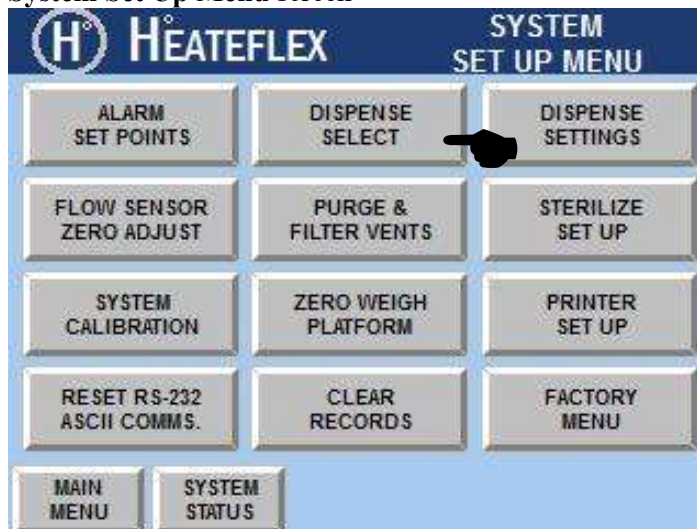 System Set-Up Menu Screen
H° HEATEFLEX
SYSTEM
SET UP MENU
ALARM
SET POINTS
DISPENSE
SELECT
DISPENSE
SETTINGS
FLOW SENSOR
ZERO ADJUST
PURGE &
FILTER VENTS
STERILIZE
SET UP
SYSTEM
CALIBRATION
ZERO WEIGH
PLATFORM
PRINTER
SET UP
RESET RS-232
ASCII COMMS.
CLEAR
RECORDS
FACTORY
MENU
MAIN
MENU
SYSTEM
STATUS